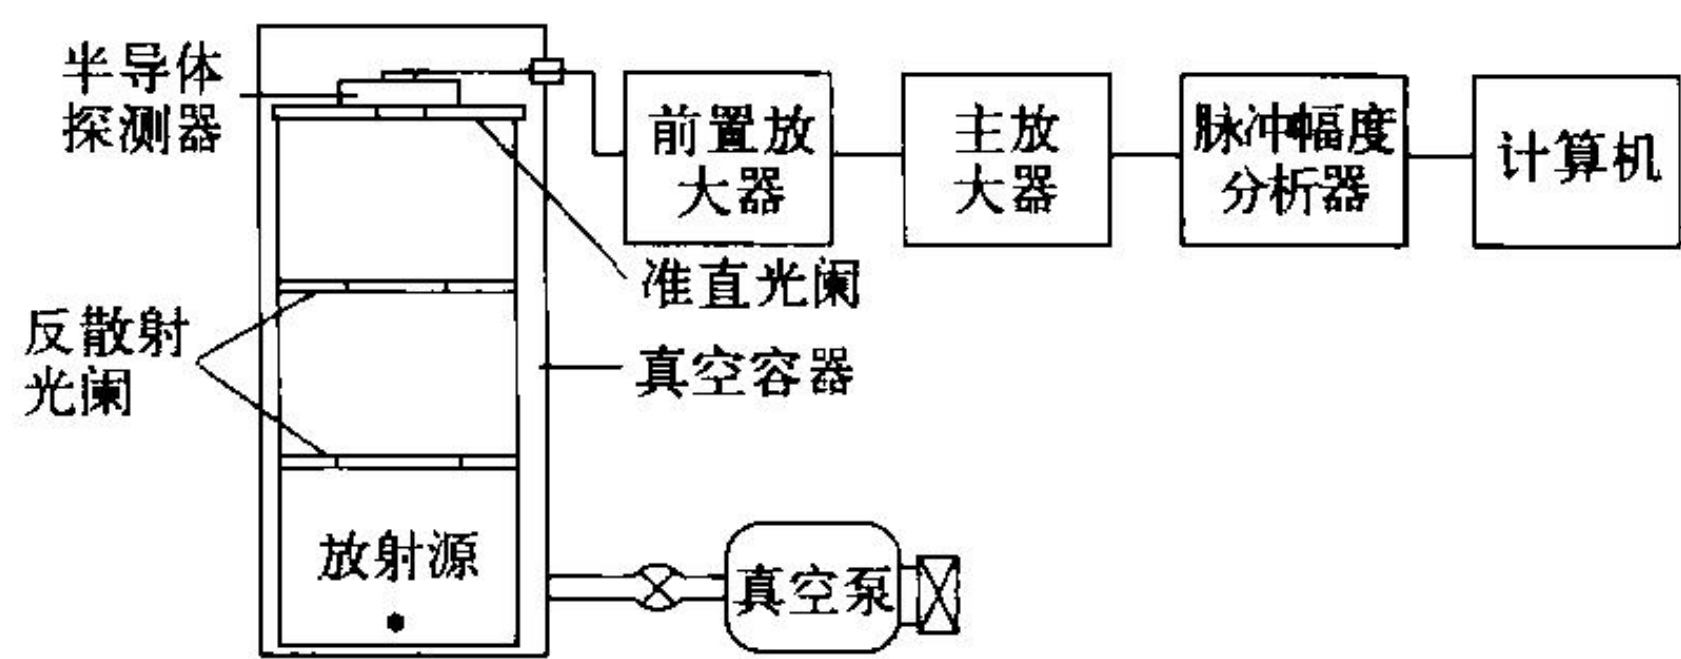 半导体
探测器
前置放
大器
主放
大器
脉冲幅度
分析器
计算机
准直光阑
反散射
光阑
真空容器
放射源
真空泵